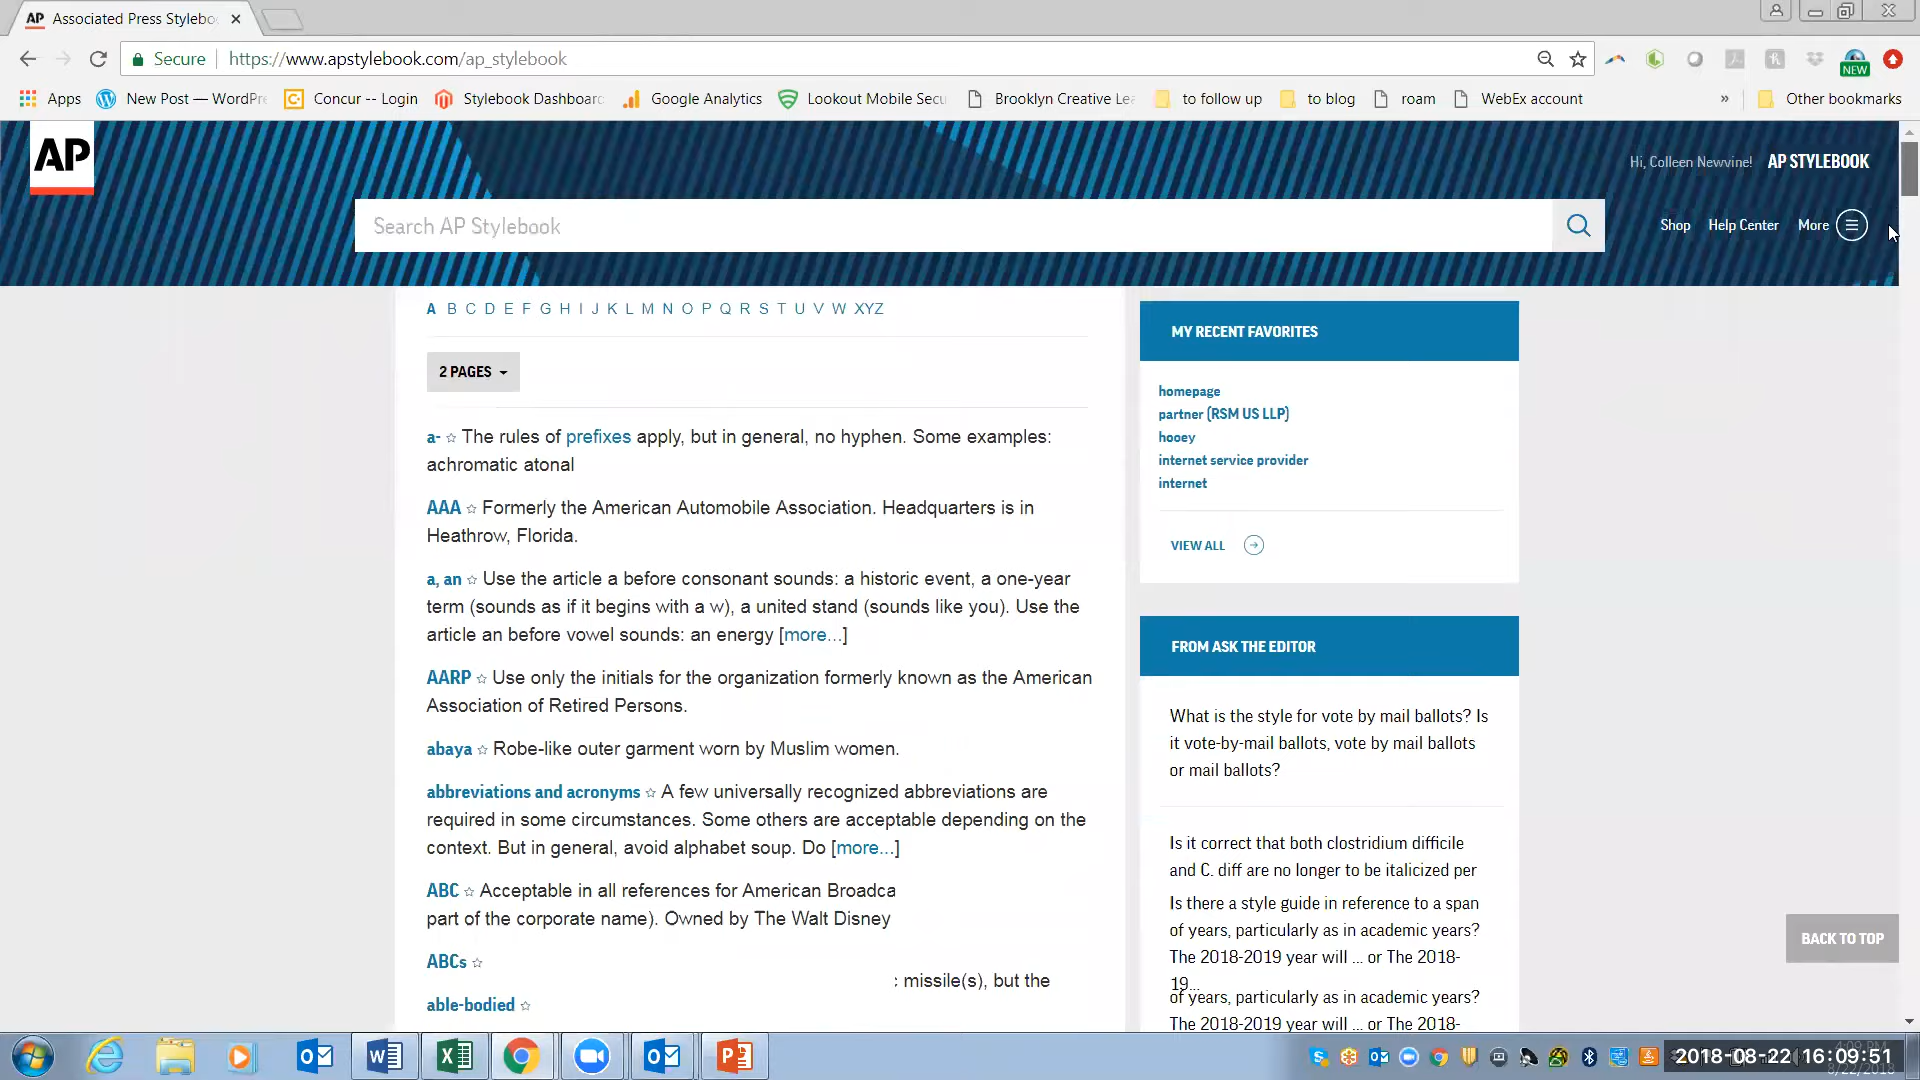 AP Associated Press Stylebo
Secure https://www.apstylebook.com/ap_stylebook
NEW
Apps New Post — WordPre Concur -- Login Stylebook Dashboard Google Analytics Lookout Mobile Secu Brooklyn Creative Lea to follow up to blog roam WebEx account » Other bookmarks
AP
Hi, Colleen Newvine! AP STYLEBOOK
Search AP Stylebook
Shop Help Center More
A B C D E F G H I J K L M N O P Q R S T U V W XYZ
2 PAGES
a- The rules of prefixes apply, but in general, no hyphen. Some examples:
achromatic atonal
AAA Formerly the American Automobile Association. Headquarters is in
Heathrow, Florida.
a, an Use the article a before consonant sounds: a historic event, a one-year
term (sounds as if it begins with a w), a united stand (sounds like you). Use the
article an before vowel sounds: an energy [more...]
AARP Use only the initials for the organization formerly known as the American
Association of Retired Persons.
abaya Robe-like outer garment worn by Muslim women.
abbreviations and acronyms A few universally recognized abbreviations are
required in some circumstances. Some others are acceptable depending on the
context. But in general, avoid alphabet soup. Do [more...]
ABC Acceptable in all references for American Broadca
part of the corporate name). Owned by The Walt Disney
ABCs
: missile(s), but the
able-bodied
MY RECENT FAVORITES
homepage
partner (RSM US LLP)
hooey
internet service provider
internet
VIEW ALL
FROM ASK THE EDITOR
What is the style for vote by mail ballots? Is
it vote-by-mail ballots, vote by mail ballots
or mail ballots?
Is it correct that both clostridium difficile
and C. diff are no longer to be italicized per
Is there a style guide in reference to a span
of years, particularly as in academic years?
The 2018-2019 year will ... or The 2018-
19...
of years, particularly as in academic years?
The 2018-2019 year will ... or The 2018-
BACK TO TOP
2018-08-22 16:09:51